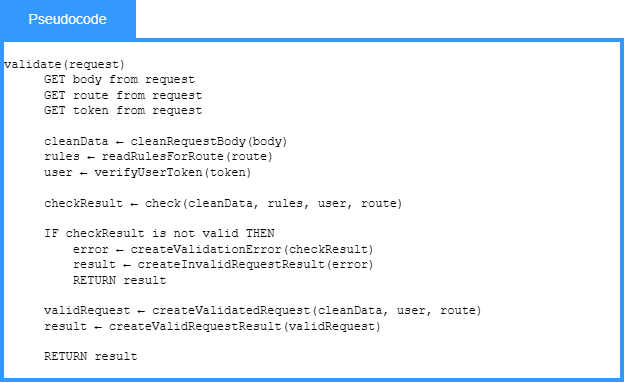 Pseudocode
validate(request)
GET body from request
GET route from request
GET token from request
cleanData ← cleanRequestBody(body)
rules ← readRulesForRoute(route)
user ← verifyUserToken(token)
checkResult ← check(cleanData, rules, user, route)
IF checkResult is not valid THEN
error ← createValidationError(checkResult)
result ← createInvalidRequestResult(error)
RETURN result
validRequest ← createValidatedRequest(cleanData, user, route)
result ← createValidRequestResult(validRequest)
RETURN result